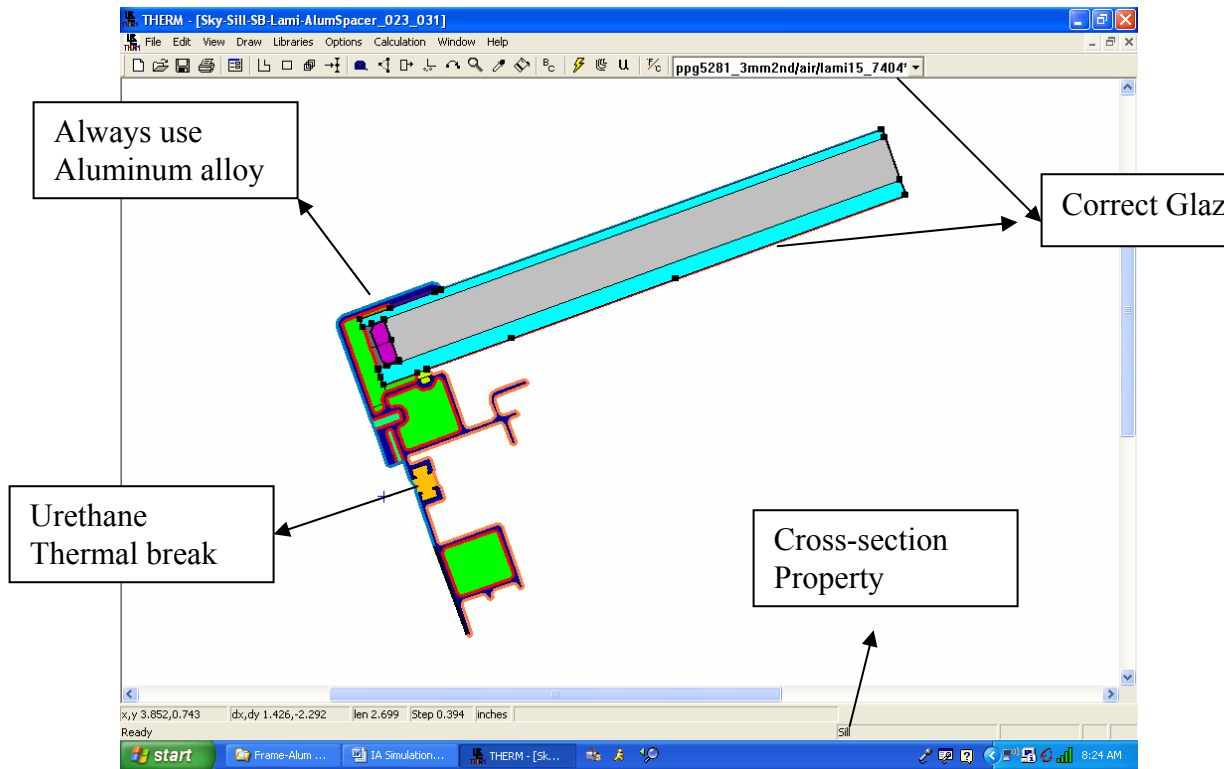 THERM - [Sky-Sill-SB-Lami-AlumSpacer_023_031]
File Edit View Draw Libraries Options Calculation Window Help
ppg5281_3mm2nd/air/lami15_7404'
Always use
Aluminum alloy
Correct Glaz
Urethane
Thermal break
Cross-section
Property
x,y 3.852,0.743 dx,dy 1.426,-2.292 len 2.699 Step 0.394 inches
Ready Sill
start Frame-Alum ... IA Simulation... THERM - [Sk... 8:24 AM